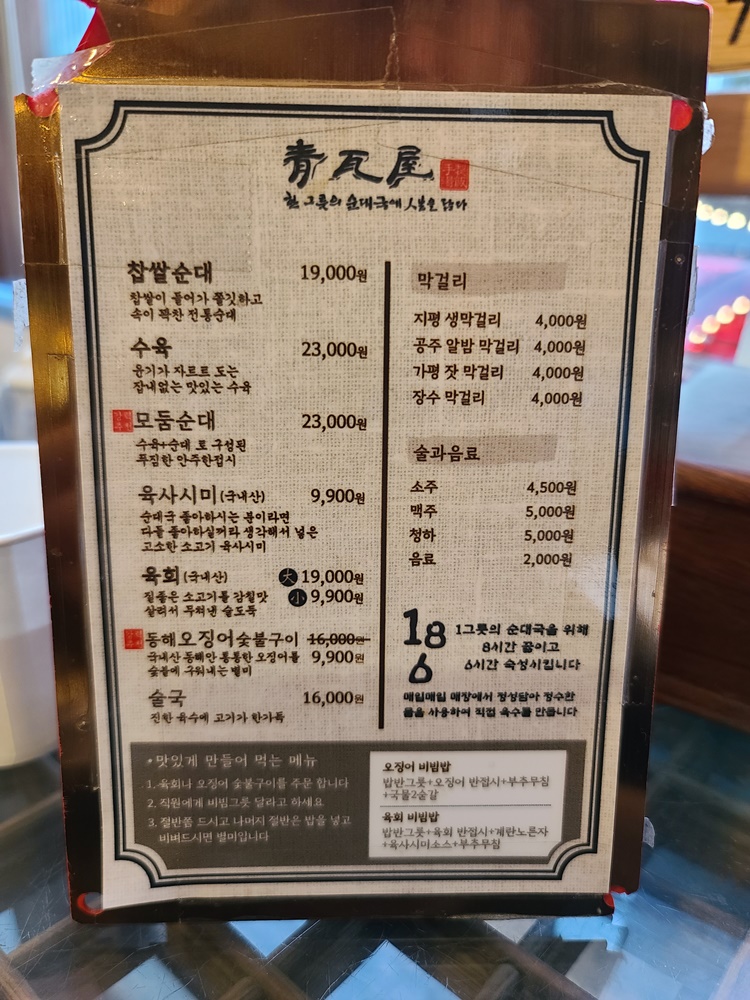 青瓦屋
한 그릇의 순대국에 人生을 담다
찹쌀순대 19,000원
찹쌀이 들어가 쫄깃하고
속이 꽉찬 전통순대
수육 23,000원
윤기가 자르르 도는
잡내없는 맛있는 수육
모둠순대 23,000원
수육+순대 로 구성된
푸짐한 안주한접시
육사시미(국내산) 9,900원
순대국 좋아하시는 분이라면
다들 좋아하실꺼라 생각해서 넣은
고소한 소고기 육사시미
육회(국내산) 大 19,000원
小 9,900원
질좋은 소고기를 감칠맛
살려서 무쳐낸 술도둑
동해오징어숯불구이 16,000원
9,900원
국내산 동해안 통통한 오징어를
숯불에 구워내는 별미
술국 16,000원
진한 육수에 고기가 한가득
막걸리
지평 생막걸리 4,000원
공주 알밤 막걸리 4,000원
가평 잣 막걸리 4,000원
장수 막걸리 4,000원
술과음료
소주 4,500원
맥주 5,000원
청하 5,000원
음료 2,000원
186
1그릇의 순대국을 위해
8시간 끓이고
6시간 숙성시킵니다
매일매일 매장에서 정성담아 정수한
물을 사용하여 직접 육수를 만듭니다
•맛있게 만들어 먹는 메뉴
1. 육회나 오징어 숯불구이를 주문 합니다
2. 직원에게 비빔그릇 달라고 하세요
3. 절반쯤 드시고 나머지 절반은 밥을 넣고
비벼드시면 별미입니다
오징어 비빔밥
밥반그릇+오징어 반접시+부추무침
+국물2숟갈
육회 비빔밥
밥반그릇+육회 반접시+계란노른자
+육사시미소스+부추무침